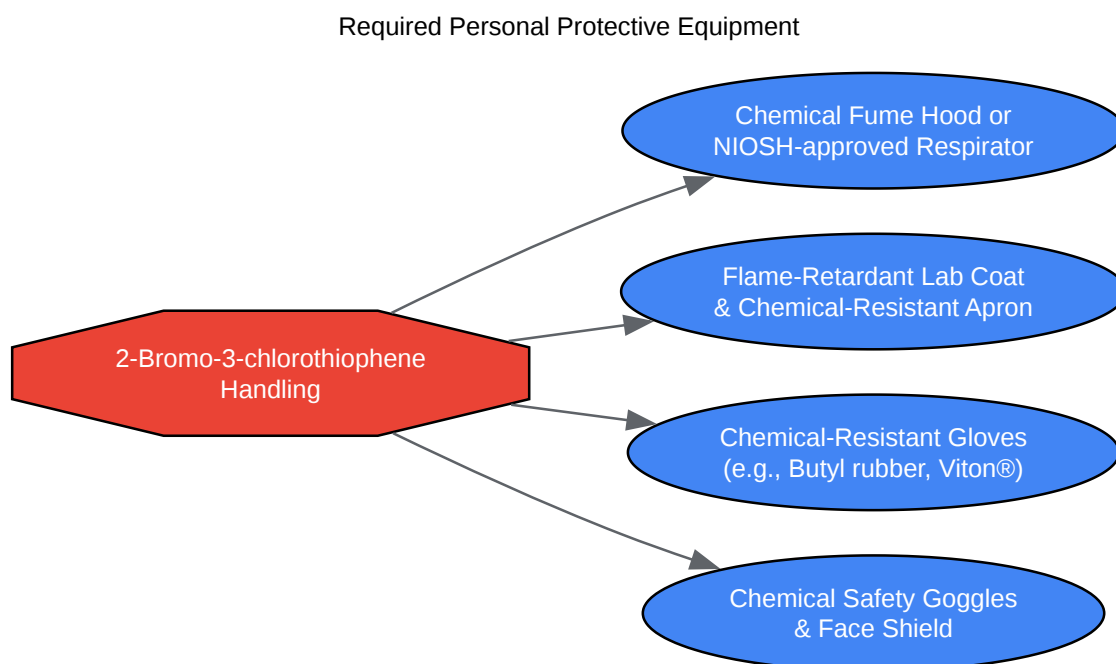 Required Personal Protective Equipment
Chemical Fume Hood or
NIOSH-approved Respirator
Flame-Retardant Lab Coat
& Chemical-Resistant Apron
2-Bromo-3-chlorothiophene
Handling
Chemical-Resistant Gloves
(e.g., Butyl rubber, Viton®)
Chemical Safety Goggles
& Face Shield